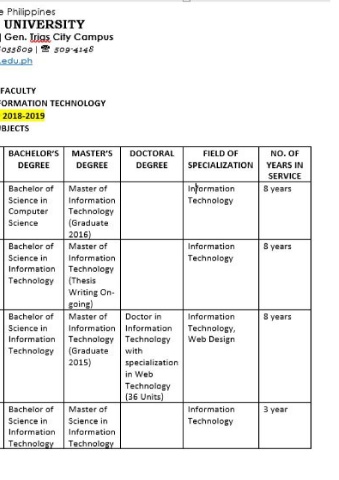 e Philippines
UNIVERSITY
| Gen. Trias City Campus
☎ 509-4148
.edu.ph
FACULTY
FORMATION TECHNOLOGY
2018-2019
BJECTS
BACHELOR'S DEGREE
MASTER'S DEGREE
DOCTORAL DEGREE
FIELD OF SPECIALIZATION
NO. OF YEARS IN SERVICE
Bachelor of
Science in
Computer
Science
Master of
Information
Technology
(Graduate
2016)
Information
Technology
8 years
Bachelor of
Science in
Information
Technology
Master of
Information
Technology
(Thesis
Writing On-
going)
Information
Technology
8 years
Bachelor of
Science in
Information
Technology
Master of
Information
Technology
(Graduate
2015)
Doctor in
Information
Technology
with
specialization
in Web
Technology
(36 Units)
Information
Technology,
Web Design
8 years
Bachelor of
Science in
Information
Technology
Master of
Science in
Information
Technology
Information
Technology
3 year